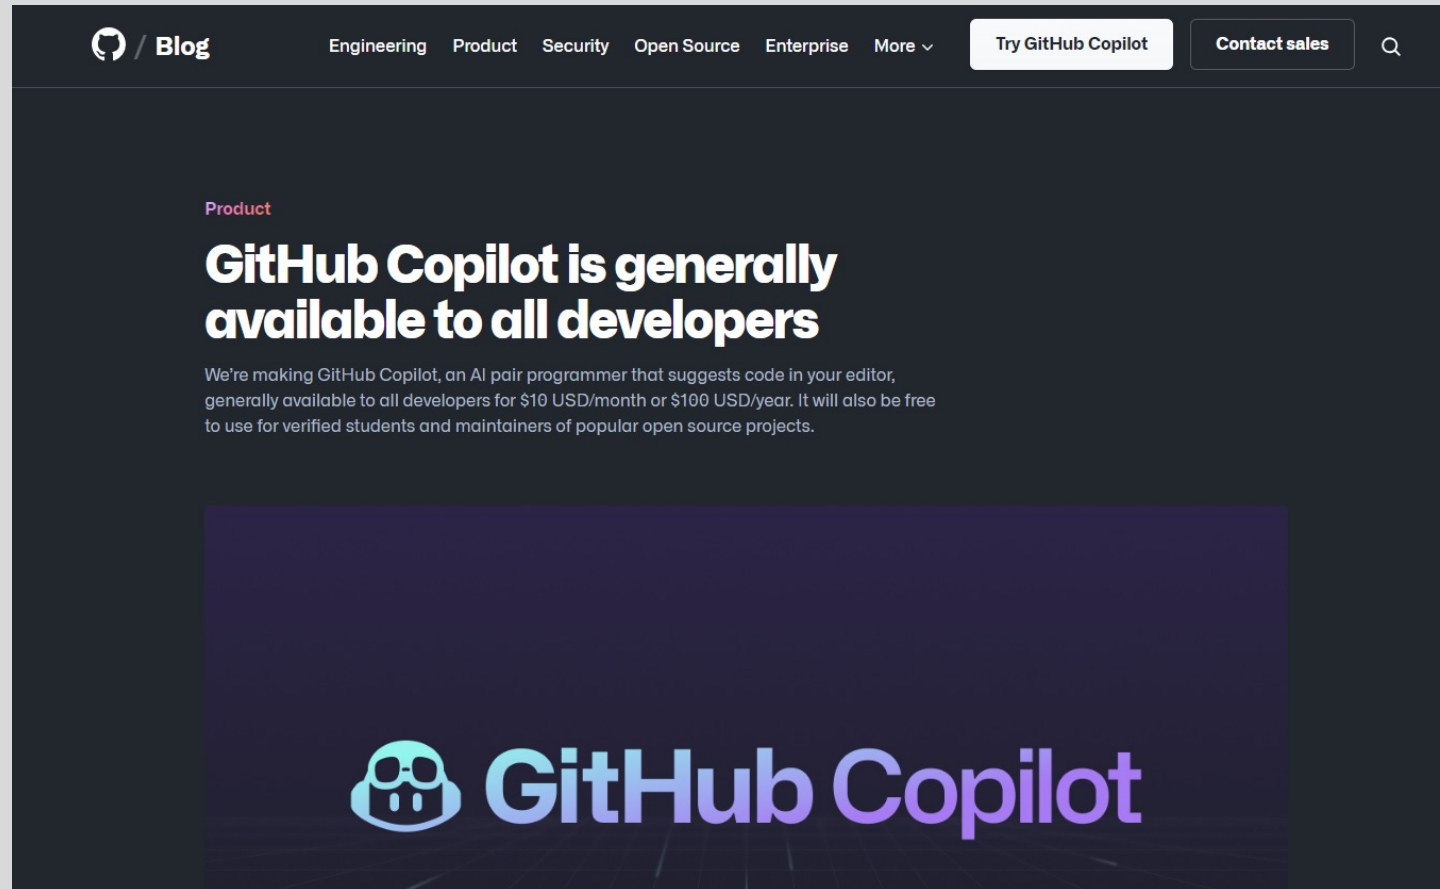 / Blog Engineering Product Security Open Source Enterprise More Try GitHub Copilot Contact sales
Product
GitHub Copilot is generally
available to all developers
We’re making GitHub Copilot, an AI pair programmer that suggests code in your editor,
generally available to all developers for $10 USD/month or $100 USD/year. It will also be free
to use for verified students and maintainers of popular open source projects.
GitHub Copilot